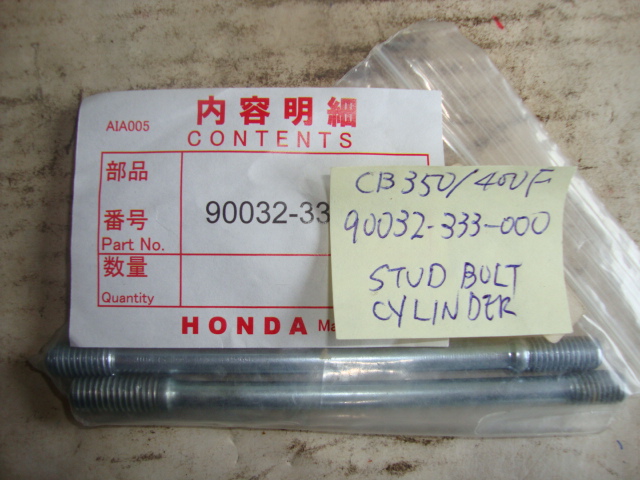 内容明細
AIA005
CONTENTS
部品
番号
Part No.
90032-33
数量
Quantity
HONDA Ma
CB350/400F
90032-333-000
STUD BOLT
CYLINDER